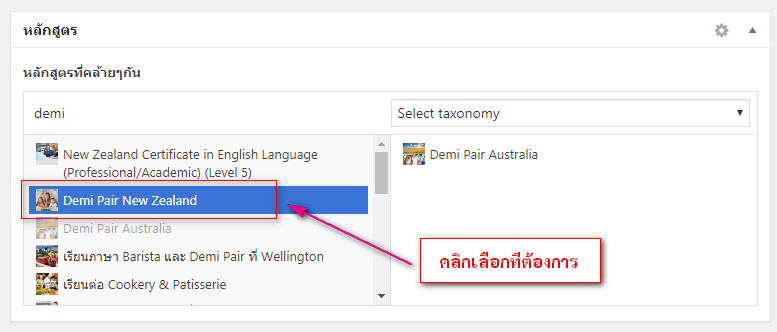 หลักสูตร
หลักสูตรที่คล้ายๆกัน
demi
Select taxonomy
New Zealand Certificate in English Language
(Professional/Academic) (Level 5)
Demi Pair New Zealand
Demi Pair Australia
เรียนภาษา Barista และ Demi Pair ที่ Wellington
เรียนต่อ Cookery & Patisserie
Demi Pair Australia
คลิกเลือกที่ต้องการ